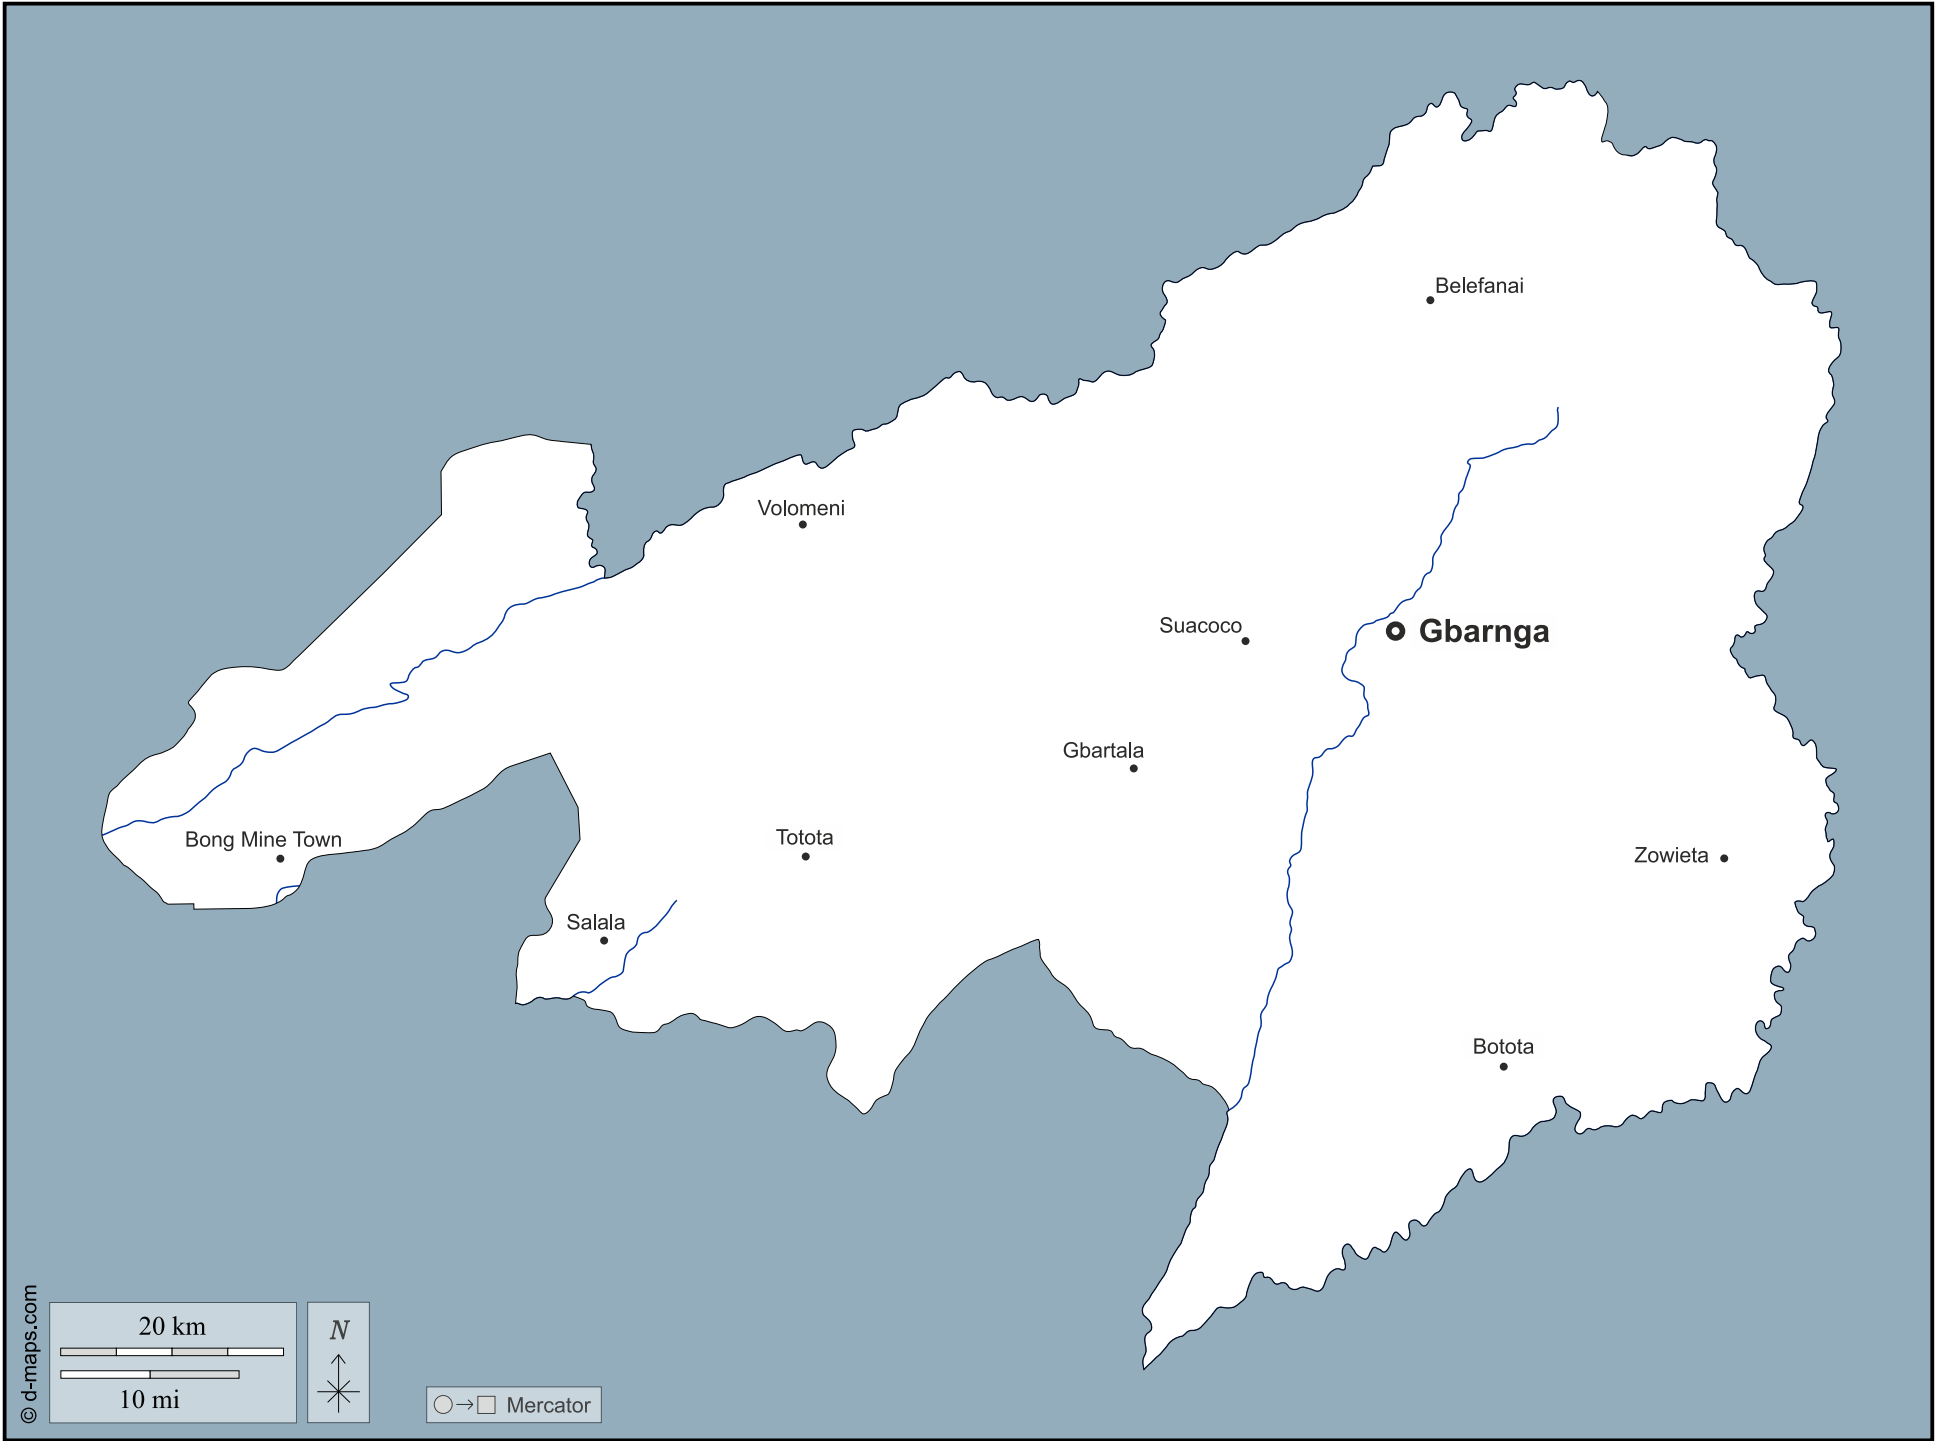 Belefanai
Volomeni
Suacoco
Gbarnga
Gbartala
Totota
Bong Mine Town
Zowieta
Salala
Botota
© d-maps.com
20 km
10 mi
N
Mercator